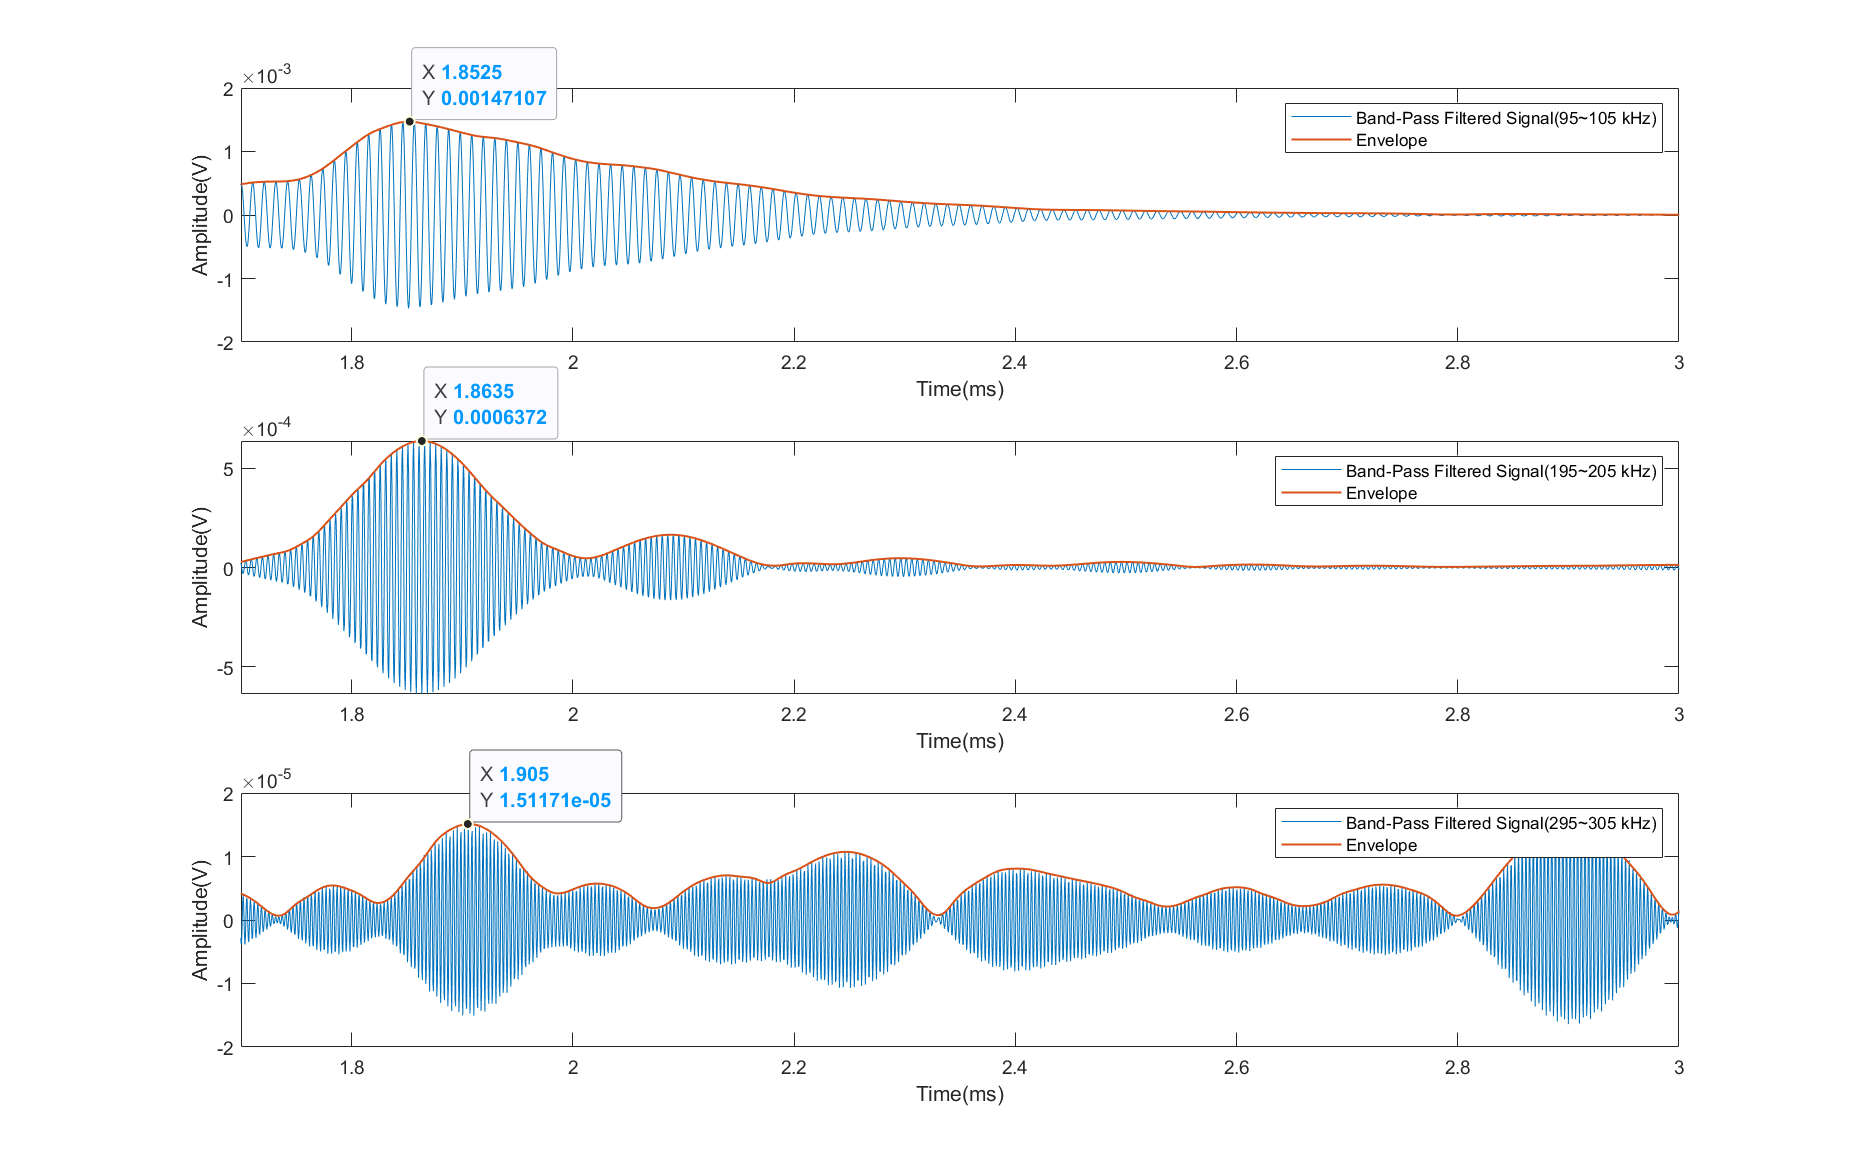 X 1.8525
Y 0.00147107
×10-3
2
1
0
-1
-2
Amplitude(V)
Band-Pass Filtered Signal(95~105 kHz)
Envelope
1.8 2 2.2 2.4 2.6 2.8 3
Time(ms)
X 1.8635
Y 0.0006372
×10-4
5
0
-5
Amplitude(V)
Band-Pass Filtered Signal(195~205 kHz)
Envelope
1.8 2 2.2 2.4 2.6 2.8 3
Time(ms)
X 1.905
Y 1.51171e-05
×10-5
2
1
0
-1
-2
Amplitude(V)
Band-Pass Filtered Signal(295~305 kHz)
Envelope
1.8 2 2.2 2.4 2.6 2.8 3
Time(ms)